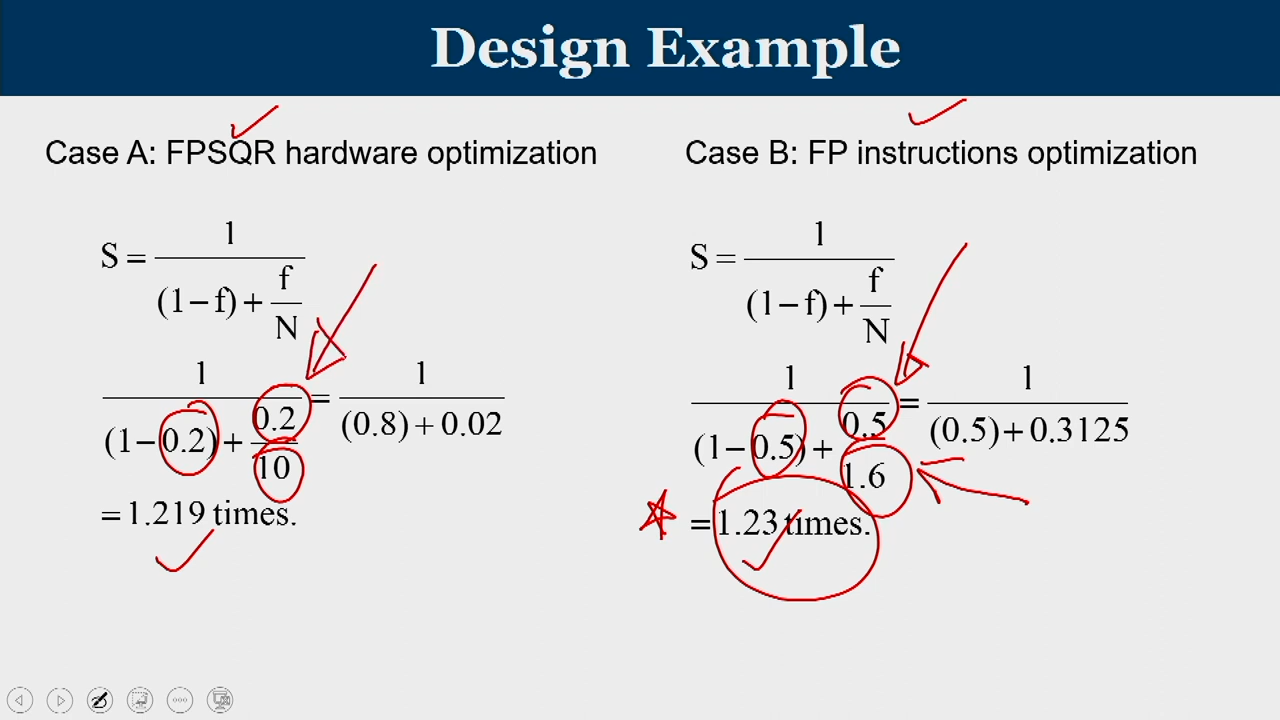 Design Example
Case A: FPSQR hardware optimization
S = 1 / ((1 − f) + f/N)
1 / ((1 − 0.2) + 0.2/10) = 1 / ((0.8) + 0.02)
= 1.219 times.
Case B: FP instructions optimization
S = 1 / ((1 − f) + f/N)
1 / ((1 − 0.5) + 0.5/1.6) = 1 / ((0.5) + 0.3125)
= 1.23 times.